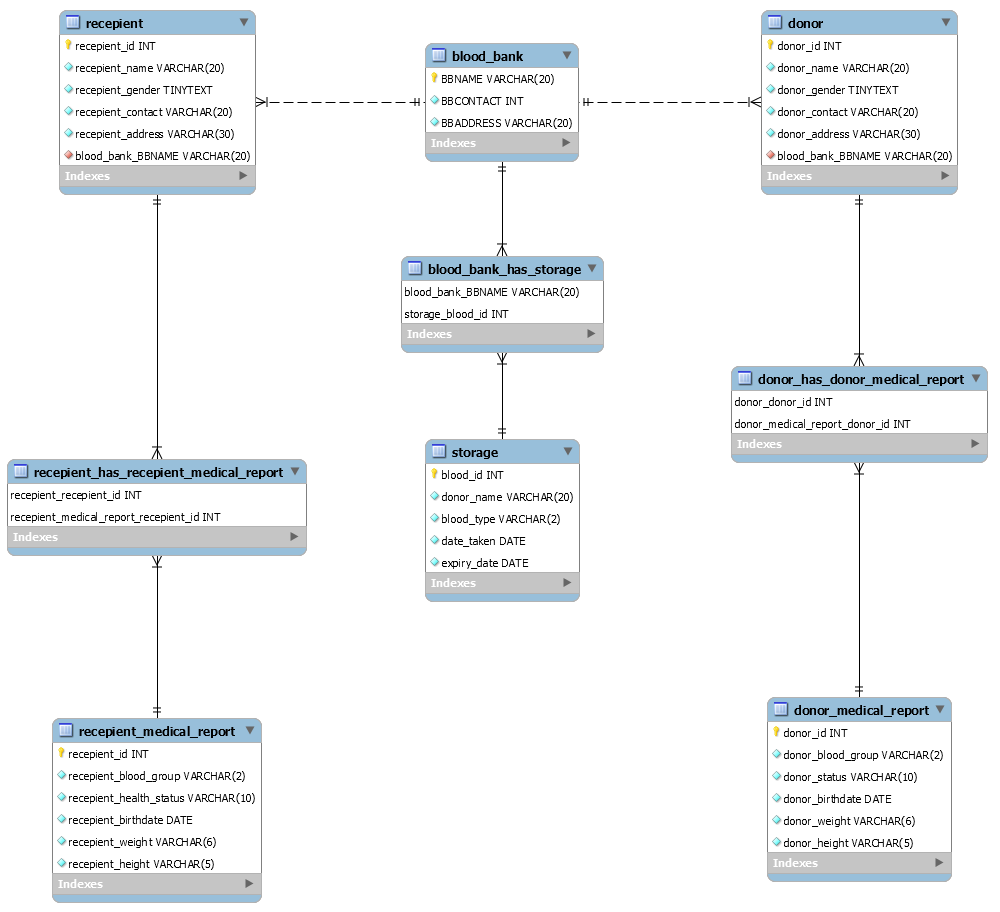 recepient
recepient_id INT
recepient_name VARCHAR(20)
recepient_gender TINYTEXT
recepient_contact VARCHAR(20)
recepient_address VARCHAR(30)
blood_bank_BBNAME VARCHAR(20)
Indexes
blood_bank
BBNAME VARCHAR(20)
BBCONTACT INT
BBADDRESS VARCHAR(20)
Indexes
donor
donor_id INT
donor_name VARCHAR(20)
donor_gender TINYTEXT
donor_contact VARCHAR(20)
donor_address VARCHAR(30)
blood_bank_BBNAME VARCHAR(20)
Indexes
blood_bank_has_storage
blood_bank_BBNAME VARCHAR(20)
storage_blood_id INT
Indexes
donor_has_donor_medical_report
donor_donor_id INT
donor_medical_report_donor_id INT
Indexes
storage
blood_id INT
donor_name VARCHAR(20)
blood_type VARCHAR(2)
date_taken DATE
expiry_date DATE
Indexes
recepient_has_recepient_medical_report
recepient_recepient_id INT
recepient_medical_report_recepient_id INT
Indexes
recepient_medical_report
recepient_id INT
recepient_blood_group VARCHAR(2)
recepient_health_status VARCHAR(10)
recepient_birthdate DATE
recepient_weight VARCHAR(6)
recepient_height VARCHAR(5)
Indexes
donor_medical_report
donor_id INT
donor_blood_group VARCHAR(2)
donor_status VARCHAR(10)
donor_birthdate DATE
donor_weight VARCHAR(6)
donor_height VARCHAR(5)
Indexes